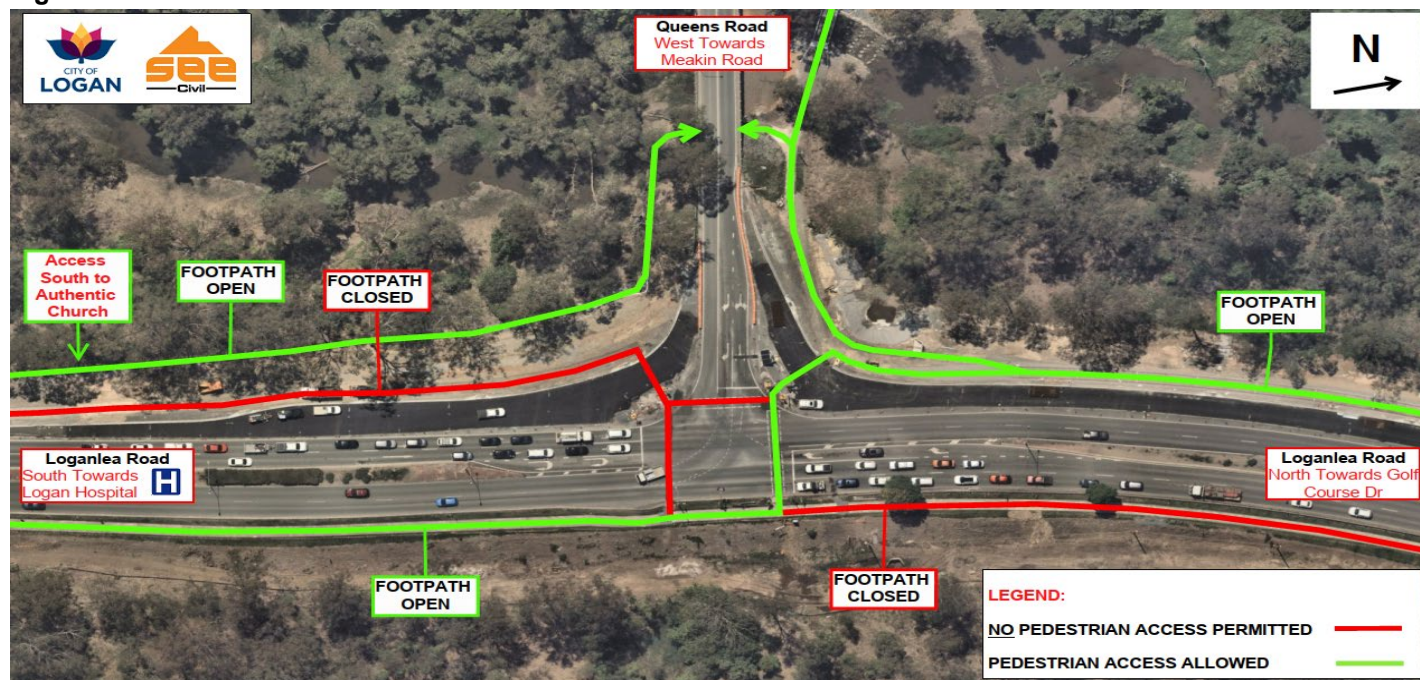 CITY OF
LOGAN
see
Civil
Queens Road
West Towards
Meakin Road
N
Access
South to
Authentic
Church
FOOTPATH
OPEN
FOOTPATH
CLOSED
FOOTPATH
OPEN
Loganlea Road
South Towards
Logan Hospital
H
Loganlea Road
North Towards Golf
Course Dr
FOOTPATH
OPEN
FOOTPATH
CLOSED
LEGEND:
NO PEDESTRIAN ACCESS PERMITTED
PEDESTRIAN ACCESS ALLOWED